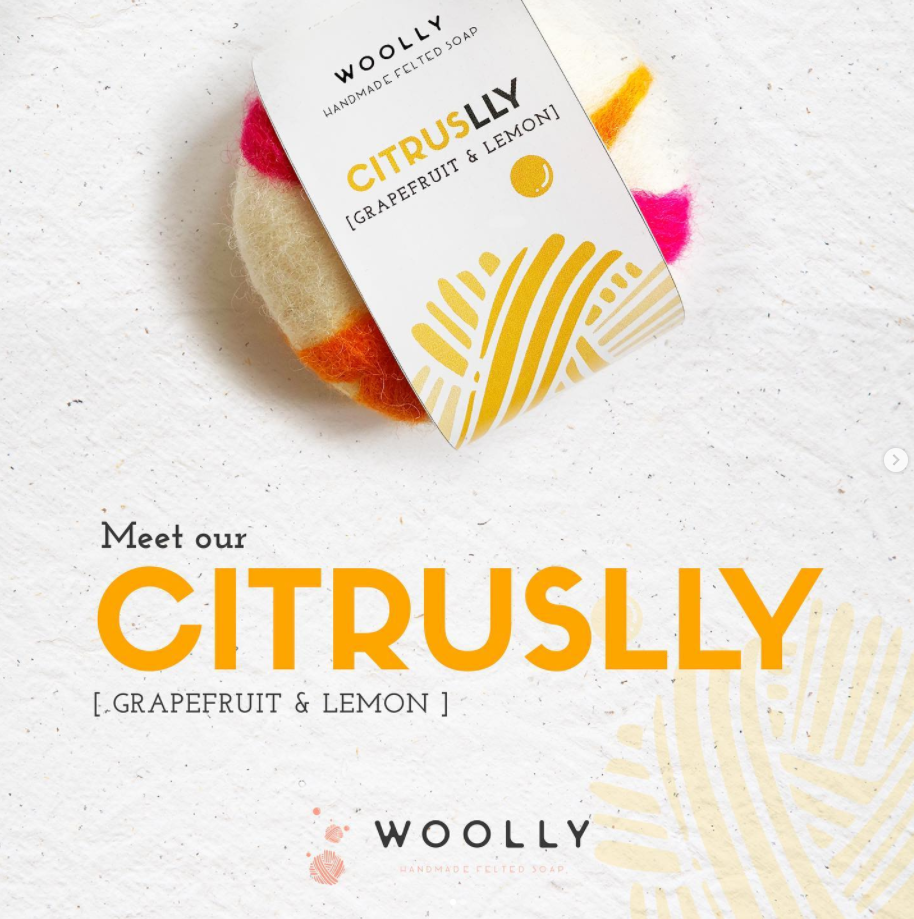 WOOLLY
HANDMADE FELTED SOAP
CITRUSLLY
[GRAPEFRUIT & LEMON]
Meet our
CITRUSLLY
[ GRAPEFRUIT & LEMON ]
WOOLLY
HANDMADE FELTED SOAP